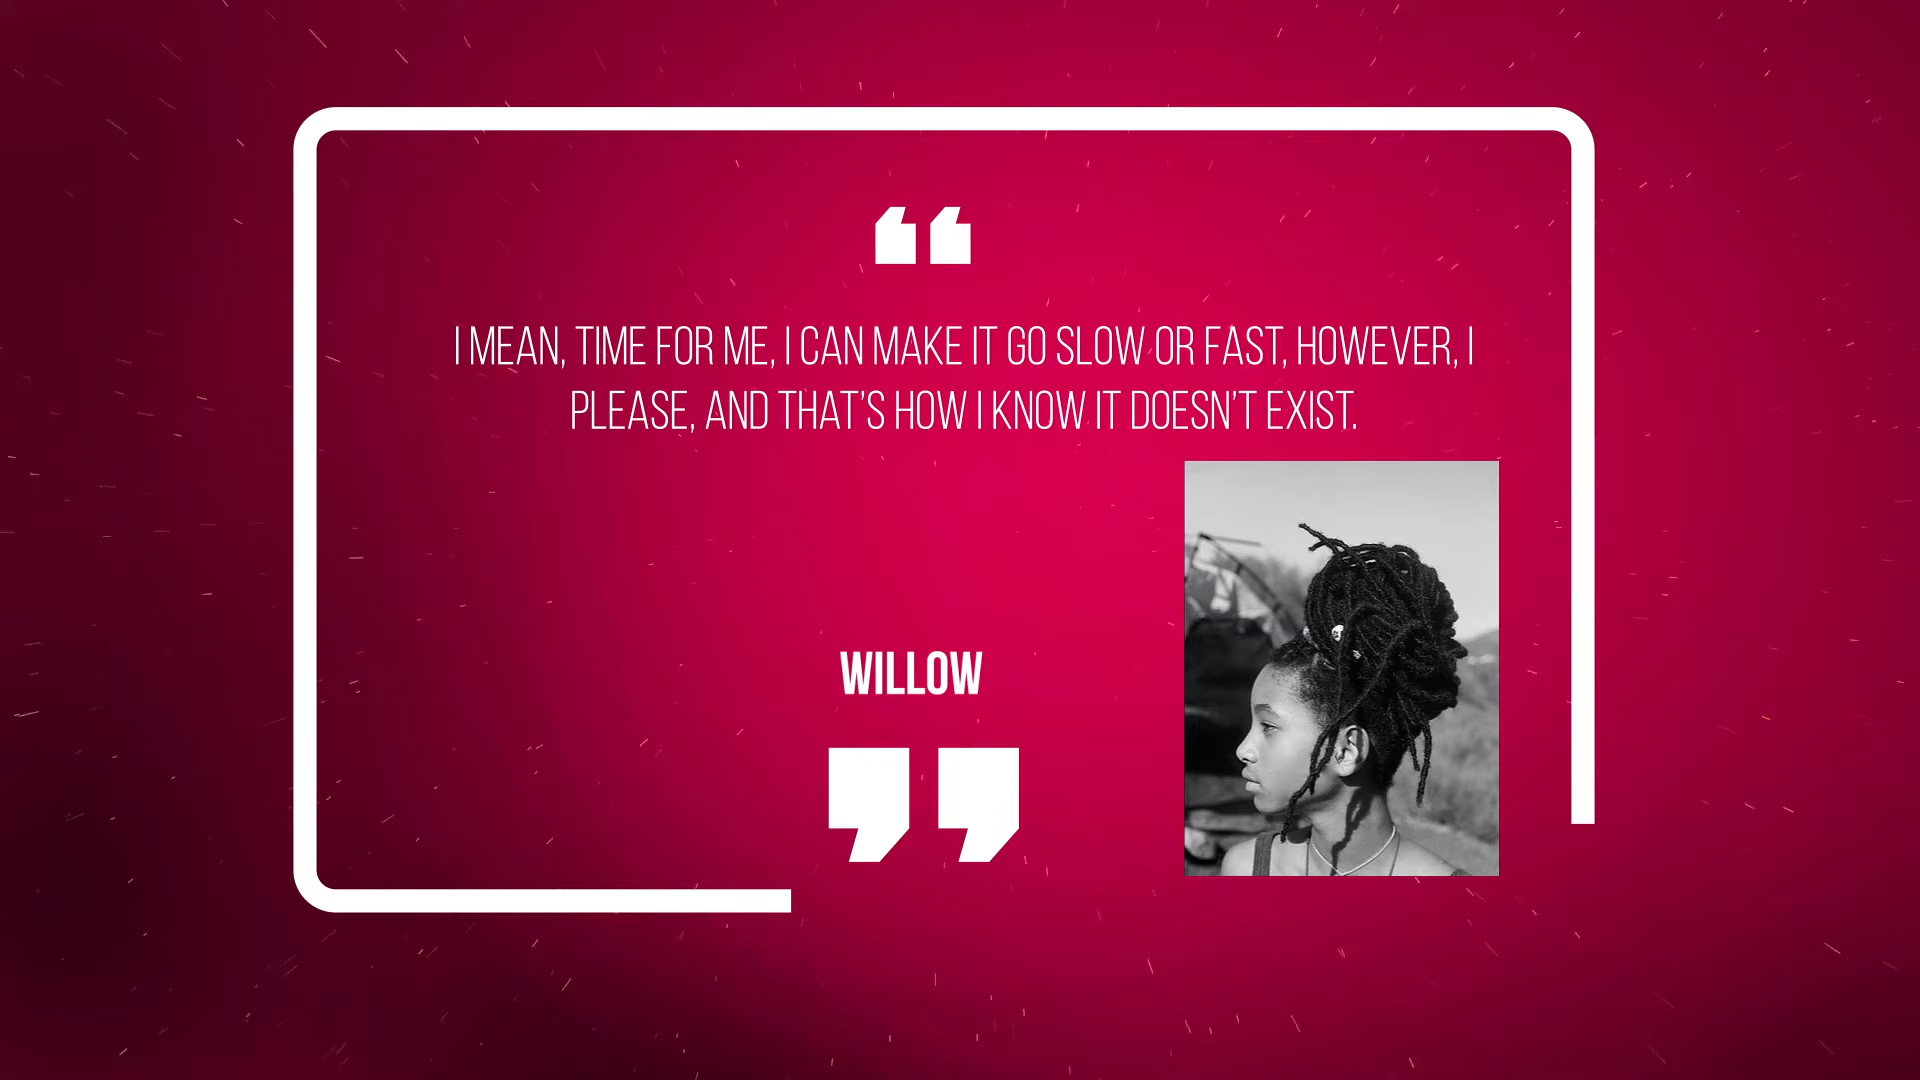 “
I MEAN, TIME FOR ME, I CAN MAKE IT GO SLOW OR FAST, HOWEVER, I
PLEASE, AND THAT’S HOW I KNOW IT DOESN’T EXIST.
WILLOW
”